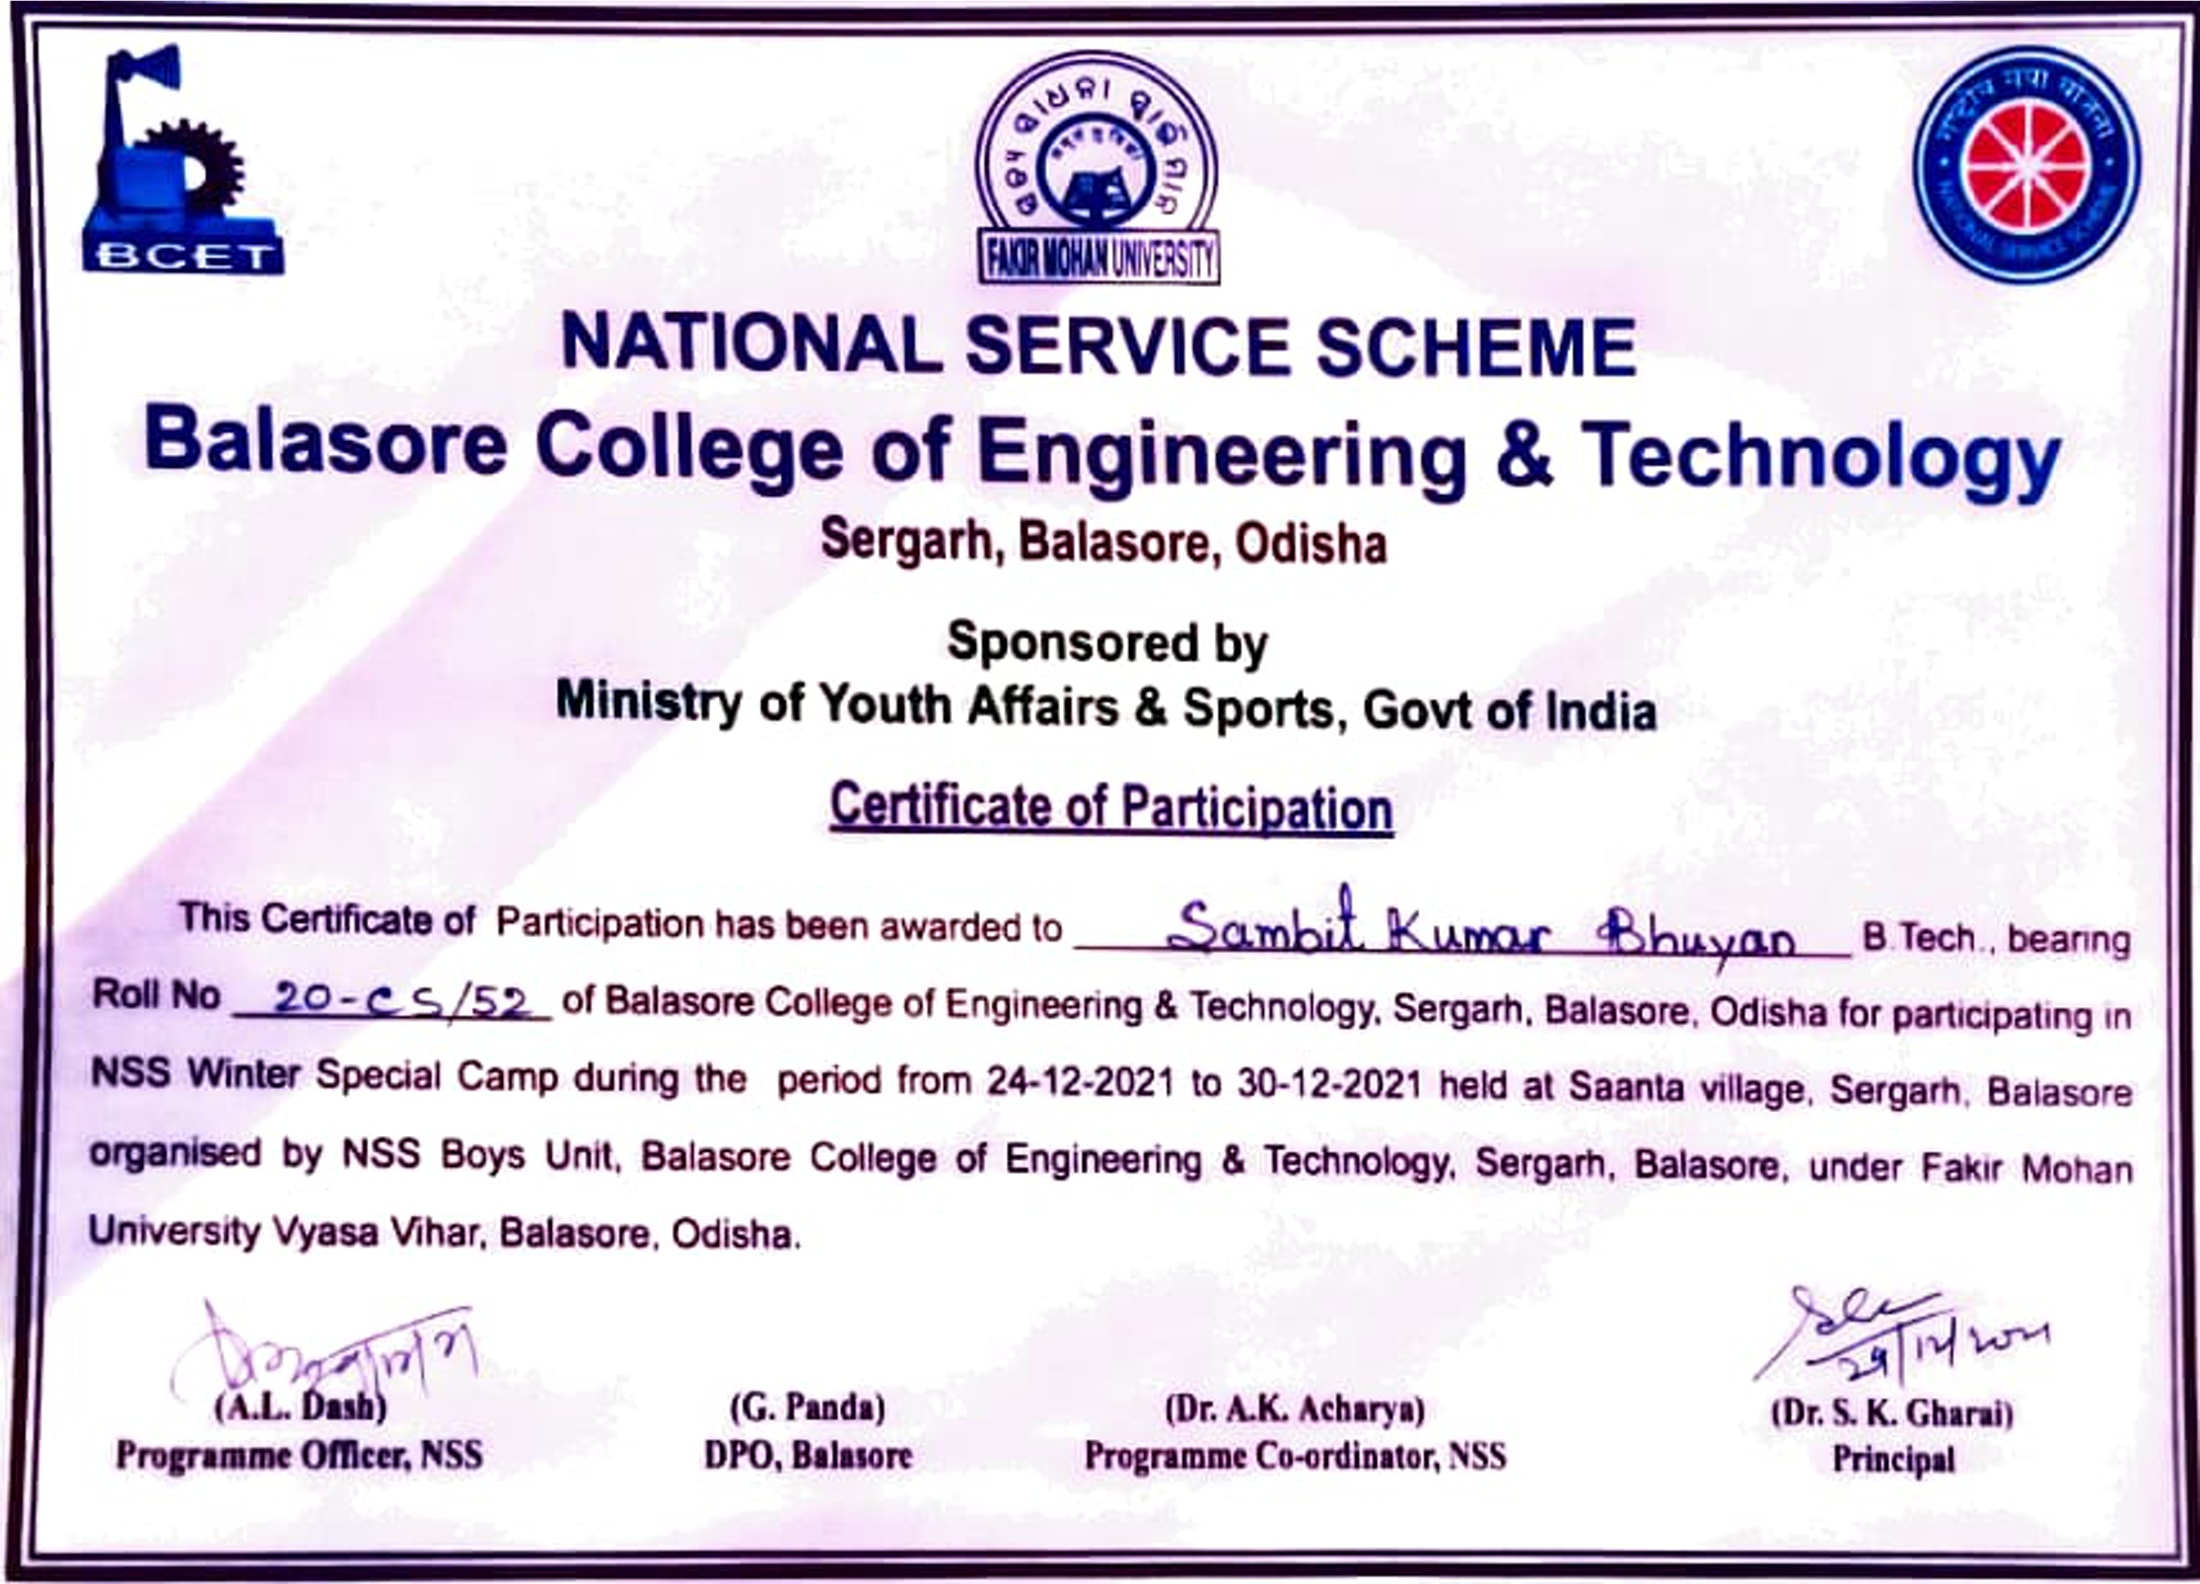 BCET
FAKIR MOHAN UNIVERSITY
NATIONAL SERVICE SCHEME
NATIONAL SERVICE SCHEME
Balasore College of Engineering & Technology
Sergarh, Balasore, Odisha
Sponsored by
Ministry of Youth Affairs & Sports, Govt of India
Certificate of Participation
This Certificate of Participation has been awarded to Sambit Kumar Bhuyan B.Tech., bearing
Roll No 20-CS/52 of Balasore College of Engineering & Technology, Sergarh, Balasore, Odisha for participating in
NSS Winter Special Camp during the period from 24-12-2021 to 30-12-2021 held at Saanta village, Sergarh, Balasore
organised by NSS Boys Unit, Balasore College of Engineering & Technology, Sergarh, Balasore, under Fakir Mohan
University Vyasa Vihar, Balasore, Odisha.
(A.L. Dash) (G. Panda) (Dr. A.K. Acharya) (Dr. S. K. Gharai)
Programme Officer, NSS DPO, Balasore Programme Co-ordinator, NSS Principal